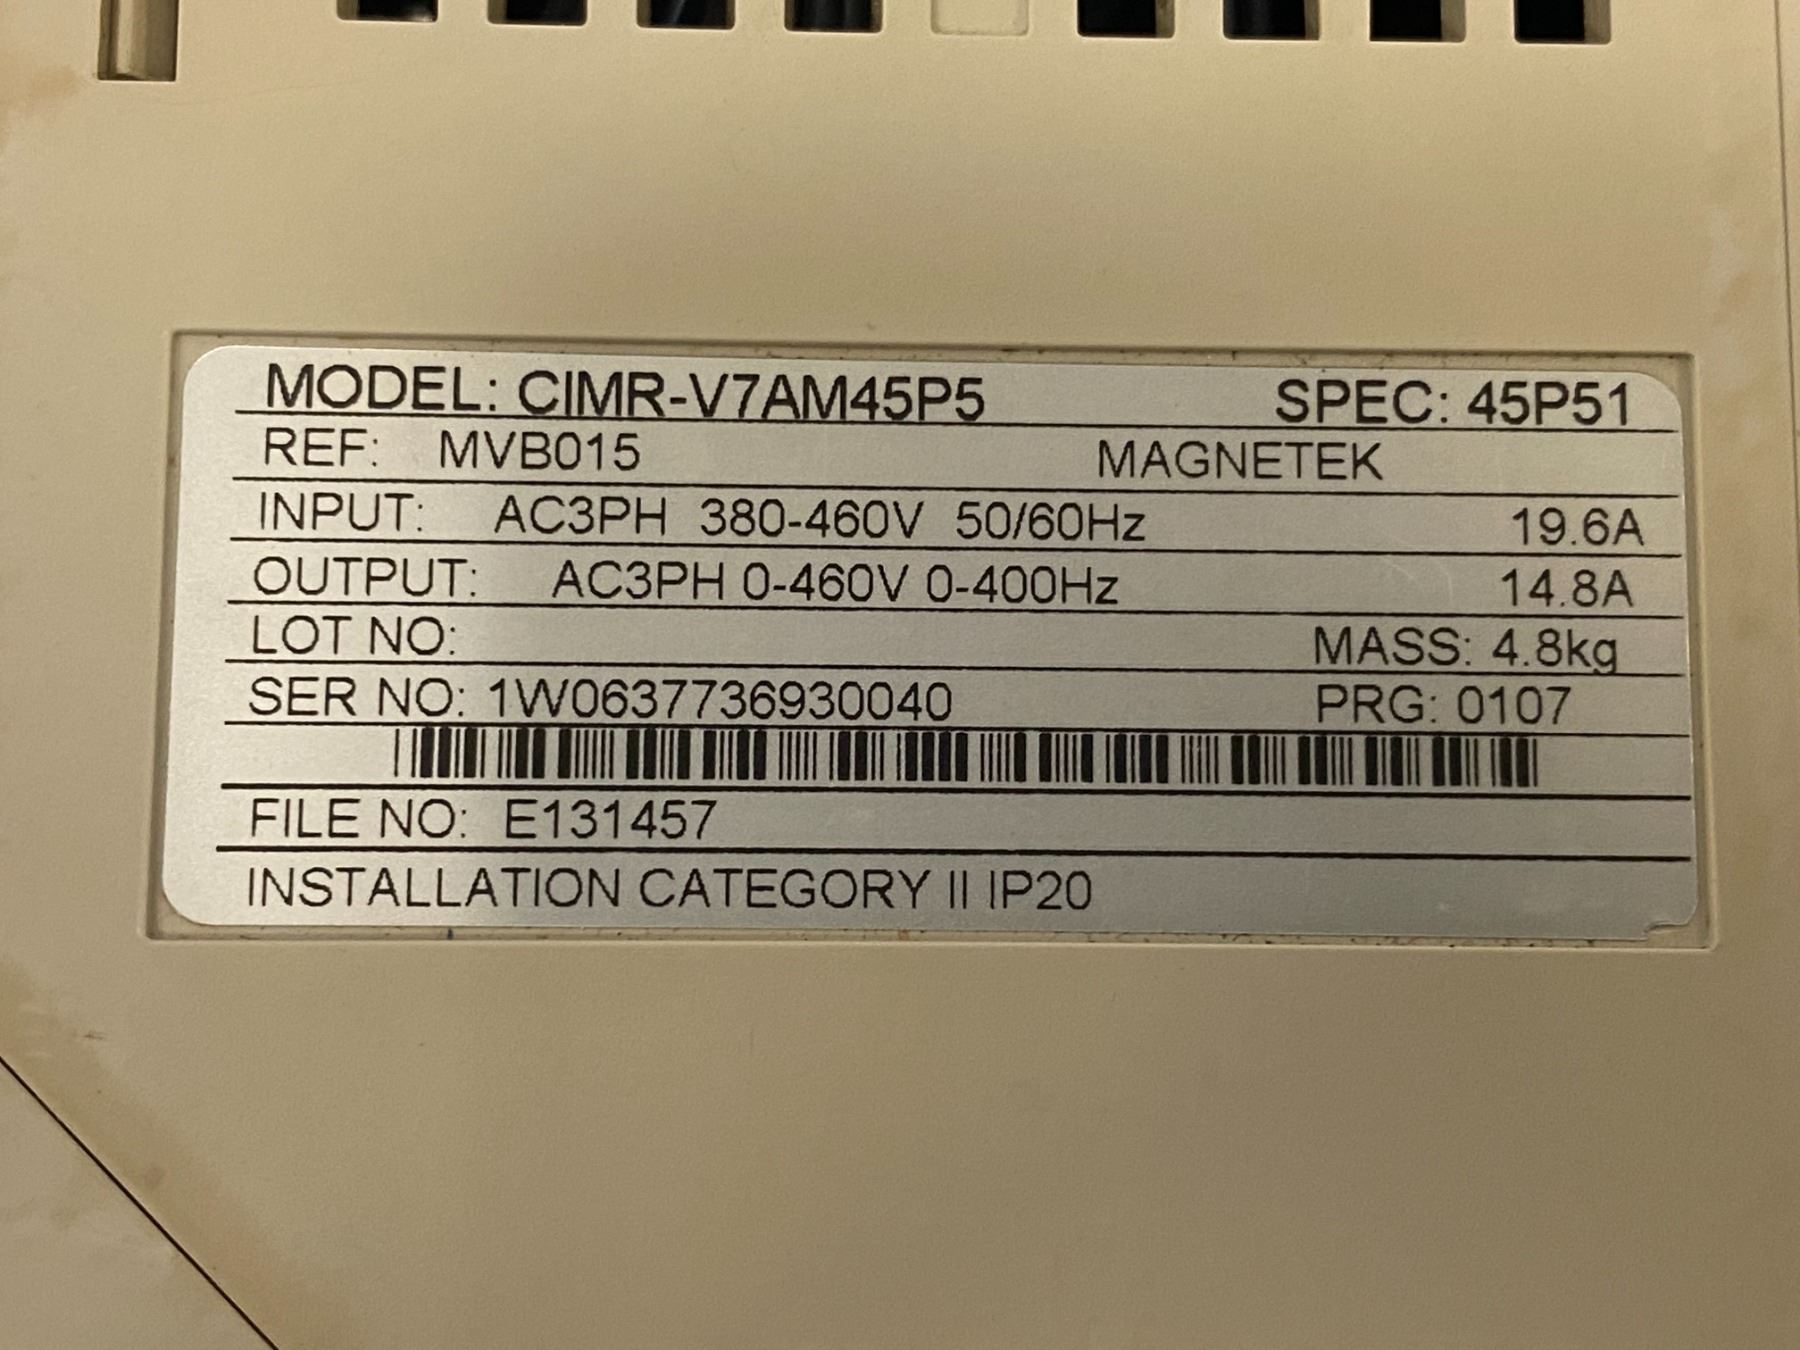 MODEL: CIMR-V7AM45P5 SPEC: 45P51
REF: MVB015 MAGNETEK
INPUT: AC3PH 380-460V 50/60Hz 19.6A
OUTPUT: AC3PH 0-460V 0-400Hz 14.8A
LOT NO: MASS: 4.8kg
SER NO: 1W0637736930040 PRG: 0107
FILE NO: E131457
INSTALLATION CATEGORY II IP20